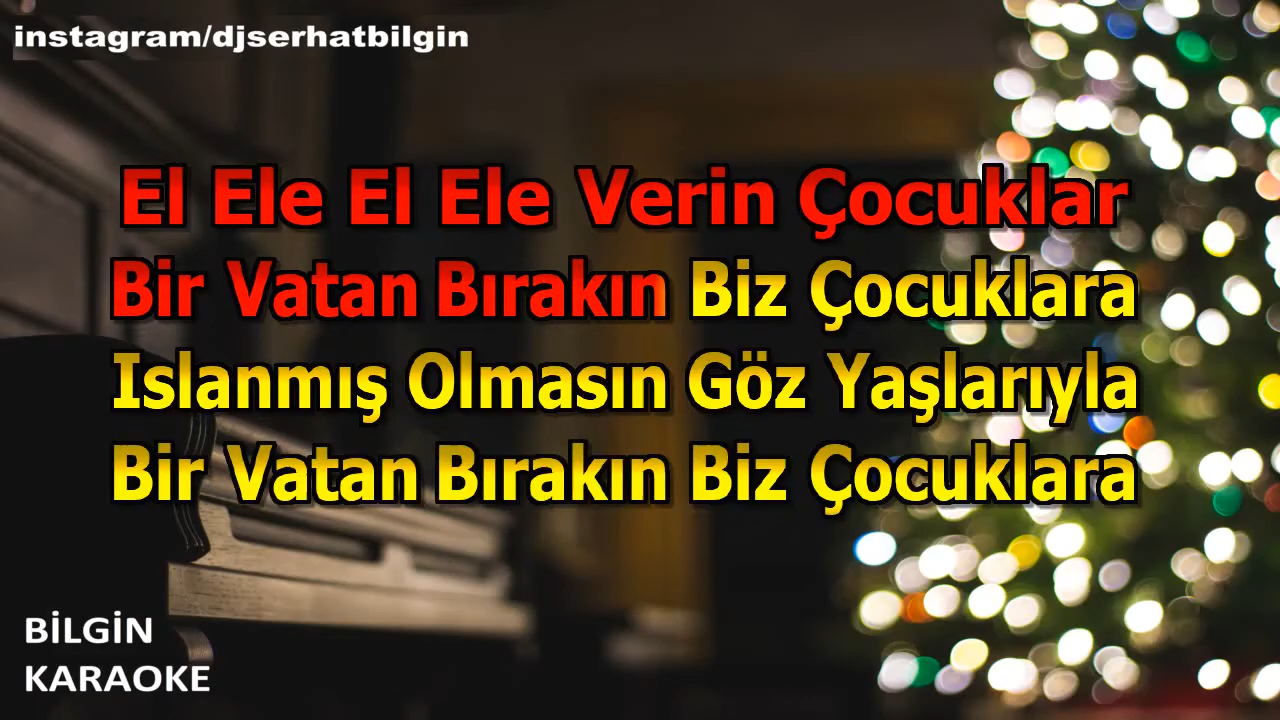 instagram/djserhatbilgin
El Ele El Ele Verin Çocuklar
Bir Vatan Bırakın Biz Çocuklara
Islanmış Olmasın Göz Yaşlarıyla
Bir Vatan Bırakın Biz Çocuklara
BİLGİN
KARAOKE